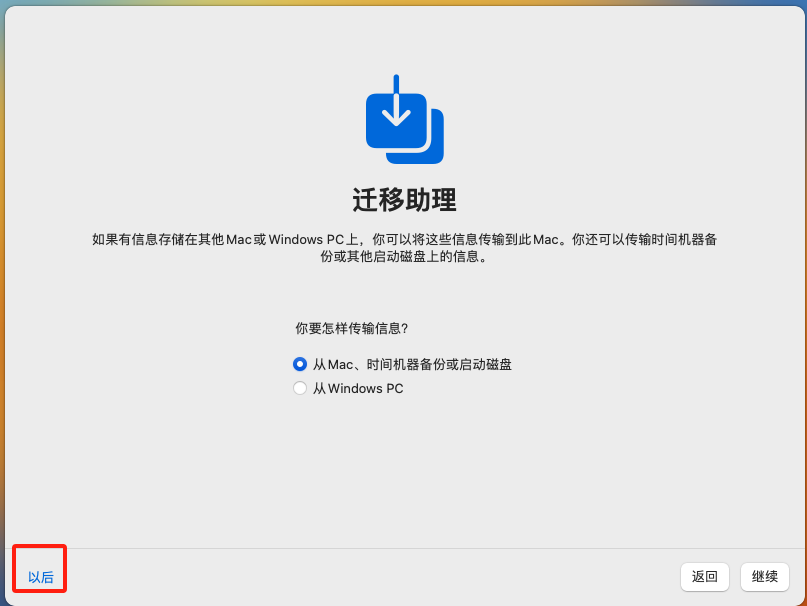 迁移助理
如果有信息存储在其他Mac或Windows PC上，你可以将这些信息传输到此Mac。你还可以传输时间机器备
份或其他启动磁盘上的信息。
你要怎样传输信息？
从Mac、时间机器备份或启动磁盘
从Windows PC
以后
返回
继续